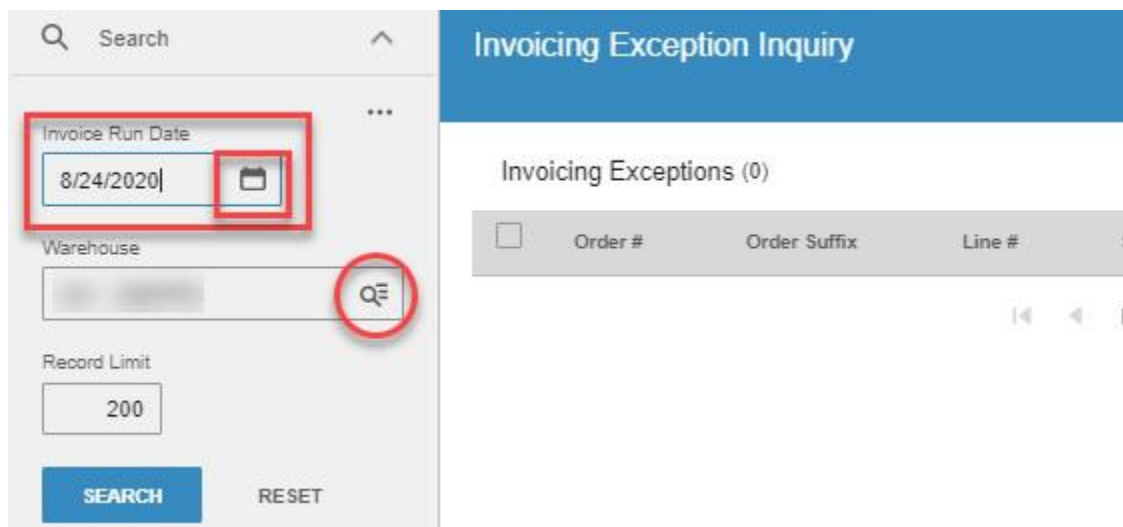 Search
Invoice Run Date
8/24/2020
Warehouse
Record Limit
200
SEARCH RESET
Invoicing Exception Inquiry
Invoicing Exceptions (0)
Order # Order Suffix Line #